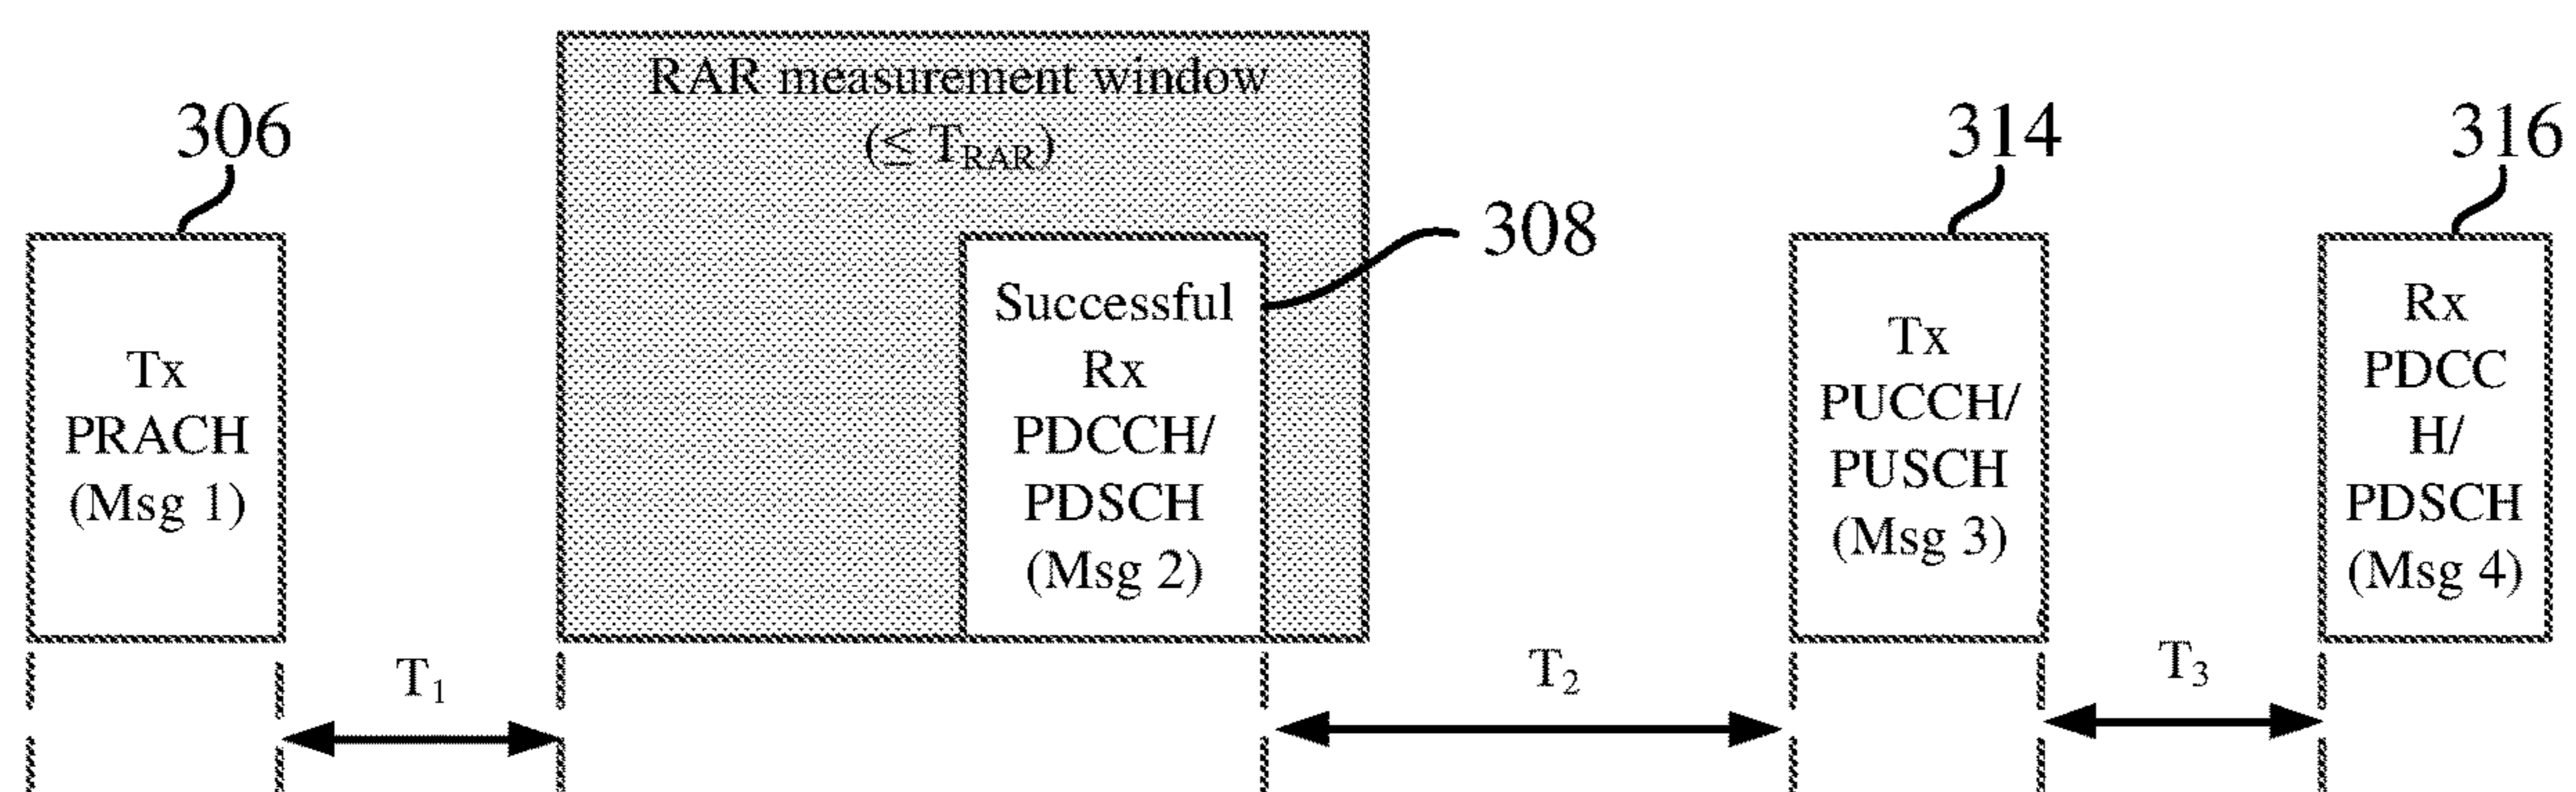 306
Tx
PRACH
(Msg 1)
T1
RAR measurement window
(≤ TRAR)
308
Successful
Rx
PDCCH/
PDSCH
(Msg 2)
T2
314
Tx
PUCCH/
PUSCH
(Msg 3)
T3
316
Rx
PDCC
H/
PDSCH
(Msg 4)